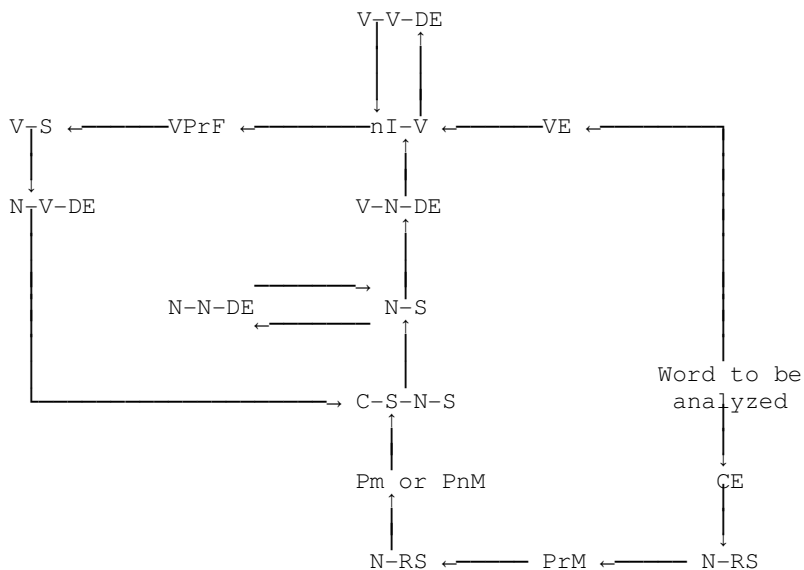 V–V–DE
V–S VPrF nI–V VE
N–V–DE V–N–DE
N–N–DE N–S
Word to be
C–S–N–S analyzed
Pm or PnM CE
N–RS PrM N–RS